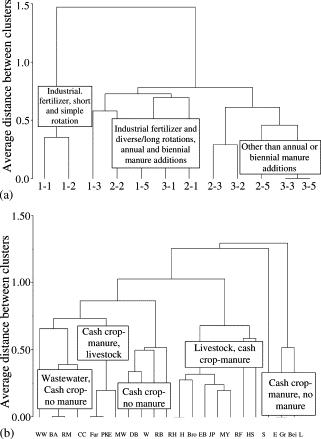 Average distance between clusters
1.5
1.0
0.5
0.0
Industrial.
fertilizer, short
and simple
rotation
Industrial fertilizer and
diverse/long rotations,
annual and biennial
manure additions
Other than annual or
biennial manure
additions
1-1 1-2 1-3 2-2 1-5 3-1 2-1 2-3 3-2 2-5 3-3 3-5
(a)
Average distance between clusters
1.50
1.00
0.50
0.00
Wastewater,
Cash crop-
no manure
Cash crop-
manure,
livestock
Cash crop-
no manure
Livestock, cash
crop-manure
Cash crop-
manure, no
manure
WW BA RM CC Far PKE MW DB W RB RH H Bro EB JP MY RF HS S E Gr Bei L
(b)